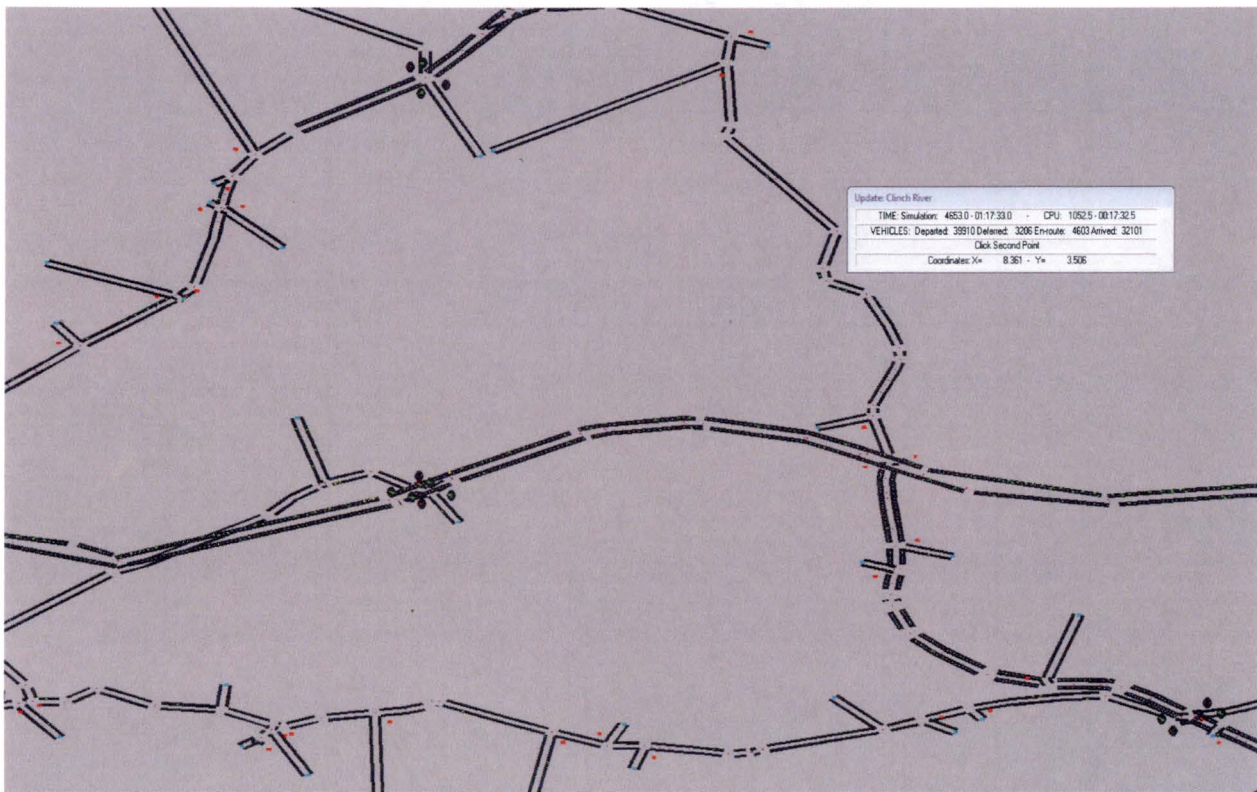 Update: Clinch River
TIME: Simulation: 4653.0 - 01:17:33.0 - CPU: 1052.5 - 00:17:32.5
VEHICLES: Departed: 39910 Deferred: 3206 En-route: 4603 Arrived: 32101
Click Second Point
Coordinates: X= 8.361 - Y= 3.506